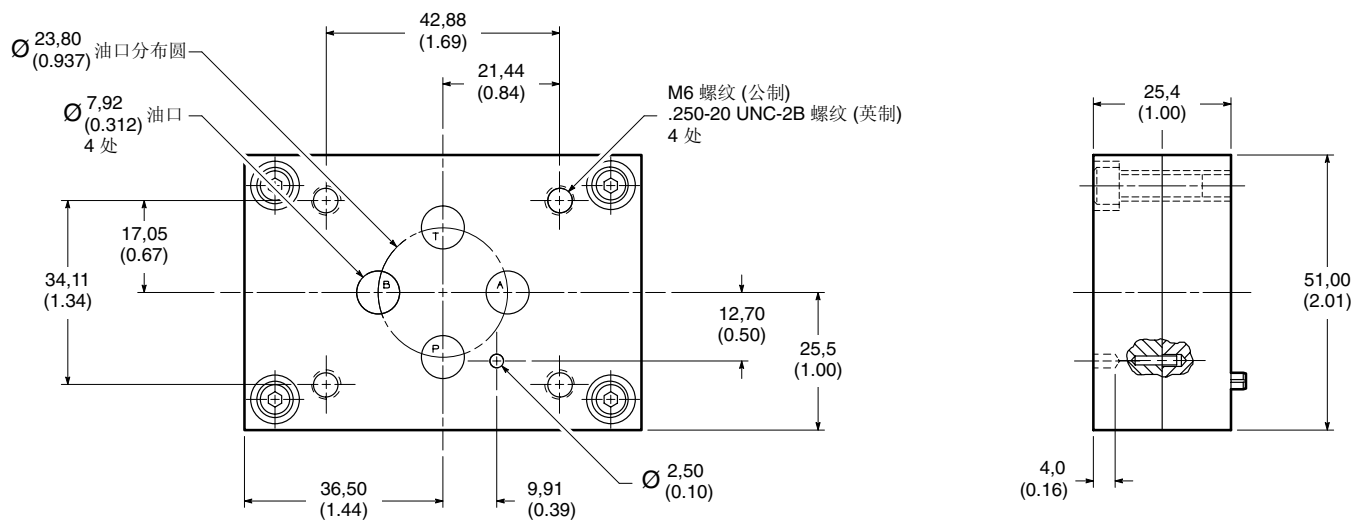 42,88
(1.69)
Ø 23,80
(0.937) 油口分布圆
21,44
(0.84)
Ø 7,92
(0.312) 油口
4 处
M6 螺纹 (公制)
.250-20 UNC-2B 螺纹 (英制)
4 处
25,4
(1.00)
17,05
(0.67)
34,11
(1.34)
T
B
A
P
12,70
(0.50)
25,5
(1.00)
51,00
(2.01)
36,50
(1.44)
9,91
(0.39)
Ø 2,50
(0.10)
4,0
(0.16)